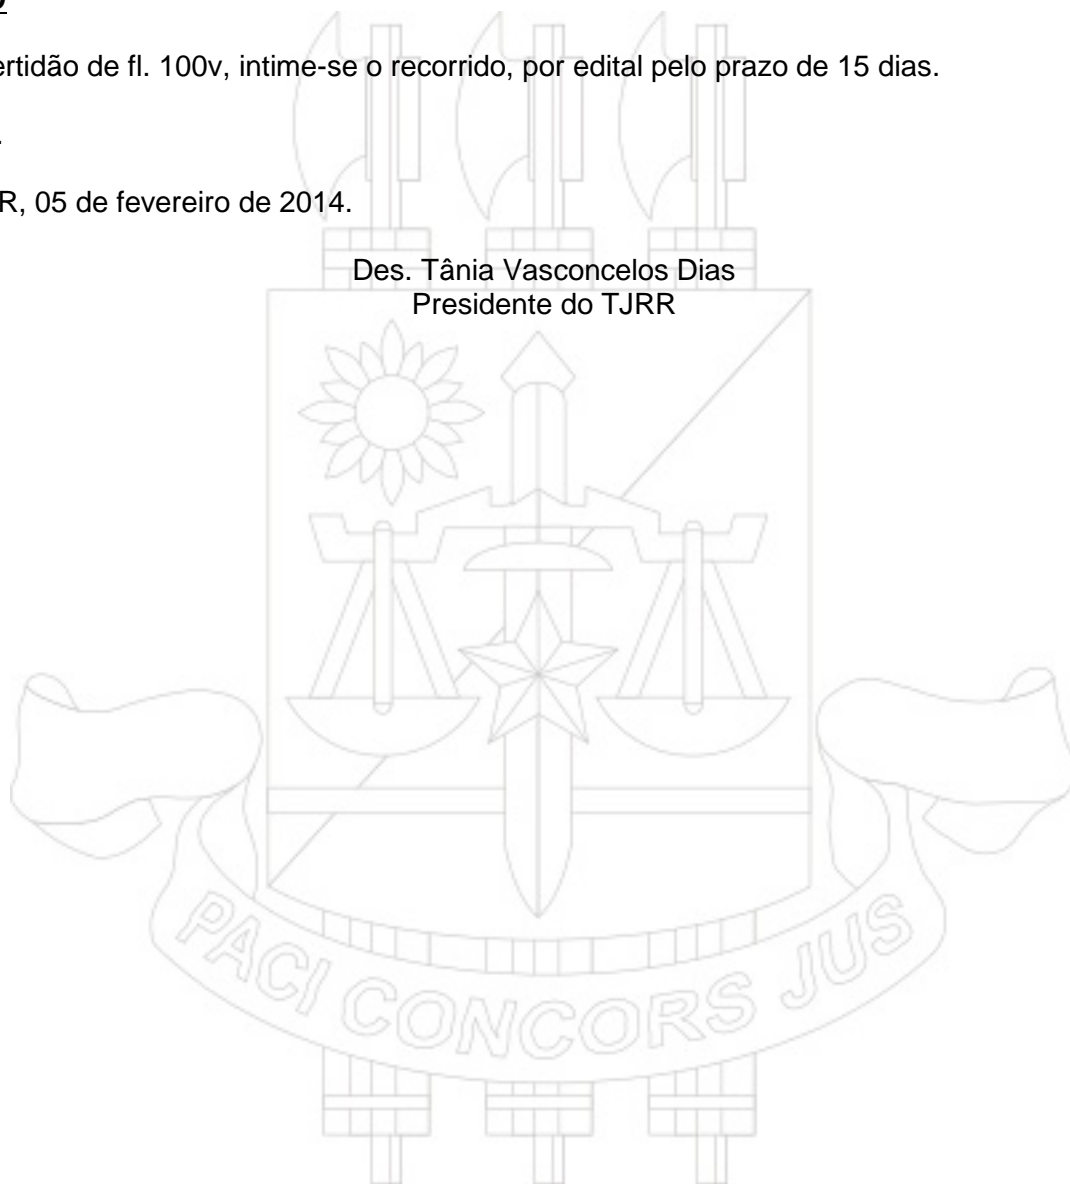 ertidão de fl. 100v, intime-se o recorrido, por edital pelo prazo de 15 dias.
.
R, 05 de fevereiro de 2014.
Des. Tânia Vasconcelos Dias
Presidente do TJRR
PACI CONCORS JUS